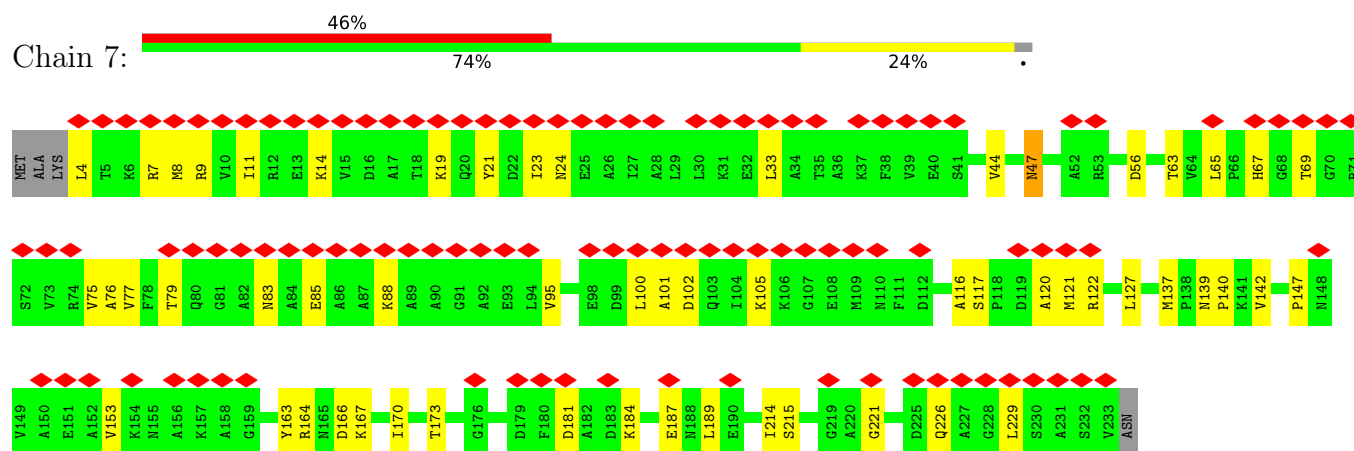 46%
Chain 7:
74% 24% •
MET ALA LYS L4 T5 K6 R7 M8 R9 V10 I11 R12 E13 K14 V15 D16 A17 T18 K19 Q20 Y21 D22 I23 N24 E25 A26 I27 A28 L29 L30 K31 E32 L33 A34 T35 A36 K37 F38 V39 E40 S41 V44 N47 A52 R53 D56 T63 V64 L65 P66 H67 G68 T69 G70
S72 V73 R74 V75 A76 V77 F78 T79 Q80 G81 A82 N83 A84 E85 A86 A87 K88 A89 A90 G91 A92 E93 L94 V95 E98 D99 L100 A101 D102 Q103 I104 K105 K106 G107 E108 M109 N110 F111 D112 A116 S117 P118 D119 A120 M121 R122 L127 M137 P138 N139 P140 K141 V142 P147 N148
V149 A150 E151 A152 V153 K154 N155 A156 K157 A158 G159 Y163 R164 N165 D166 K167 I170 T173 G176 D179 F180 D181 A182 D183 K184 E187 N188 L189 E190 I214 S215 G219 A220 G221 D225 Q226 A227 G228 L229 S230 A231 S232 V233 ASN